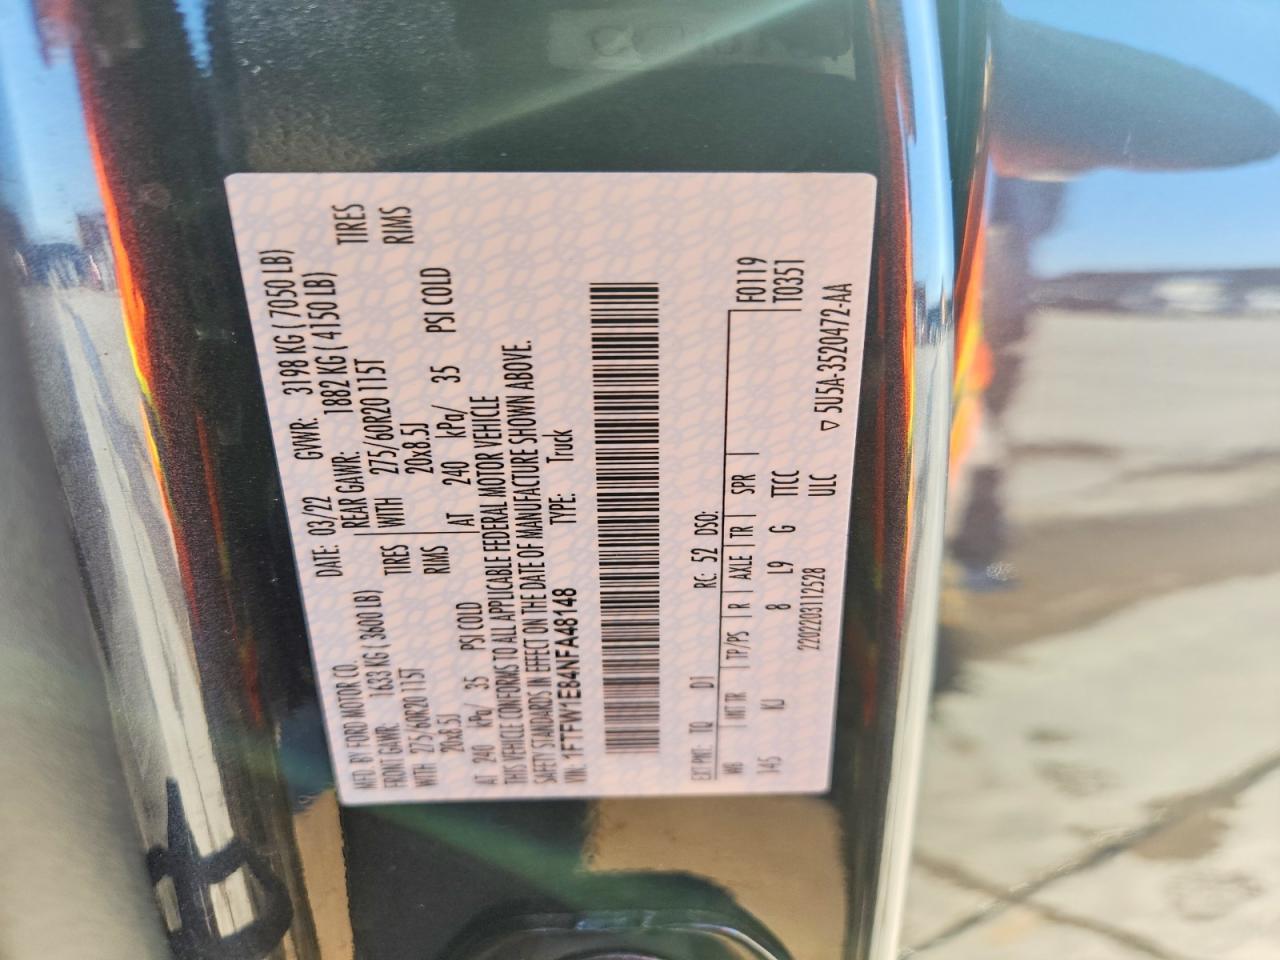 MFD. BY FORD MOTOR CO.
DATE: 03/22 GVWR: 3198 KG ( 7050 LB)
FRONT GAWR: 1633 KG ( 3600 LB) REAR GAWR: 1882 KG ( 4150 LB)
WITH 275/60R20 115T TIRES WITH 275/60R20 115T TIRES
20x8.5J RIMS 20x8.5J RIMS
AT 240 kPa/ 35 PSI COLD AT 240 kPa/ 35 PSI COLD
THIS VEHICLE CONFORMS TO ALL APPLICABLE FEDERAL MOTOR VEHICLE
SAFETY STANDARDS IN EFFECT ON THE DATE OF MANUFACTURE SHOWN ABOVE.
VIN: 1FTFW1E84NFA48148 TYPE: Truck
EXT PNT: TQ D1 RC: 52 DSO:
WB INT TR TP/PS R AXLE TR SPR F0119
145 KJ 8 L9 G TTCC T0351
2202203112528 ULC ▽ 5U5A-3520472-AA